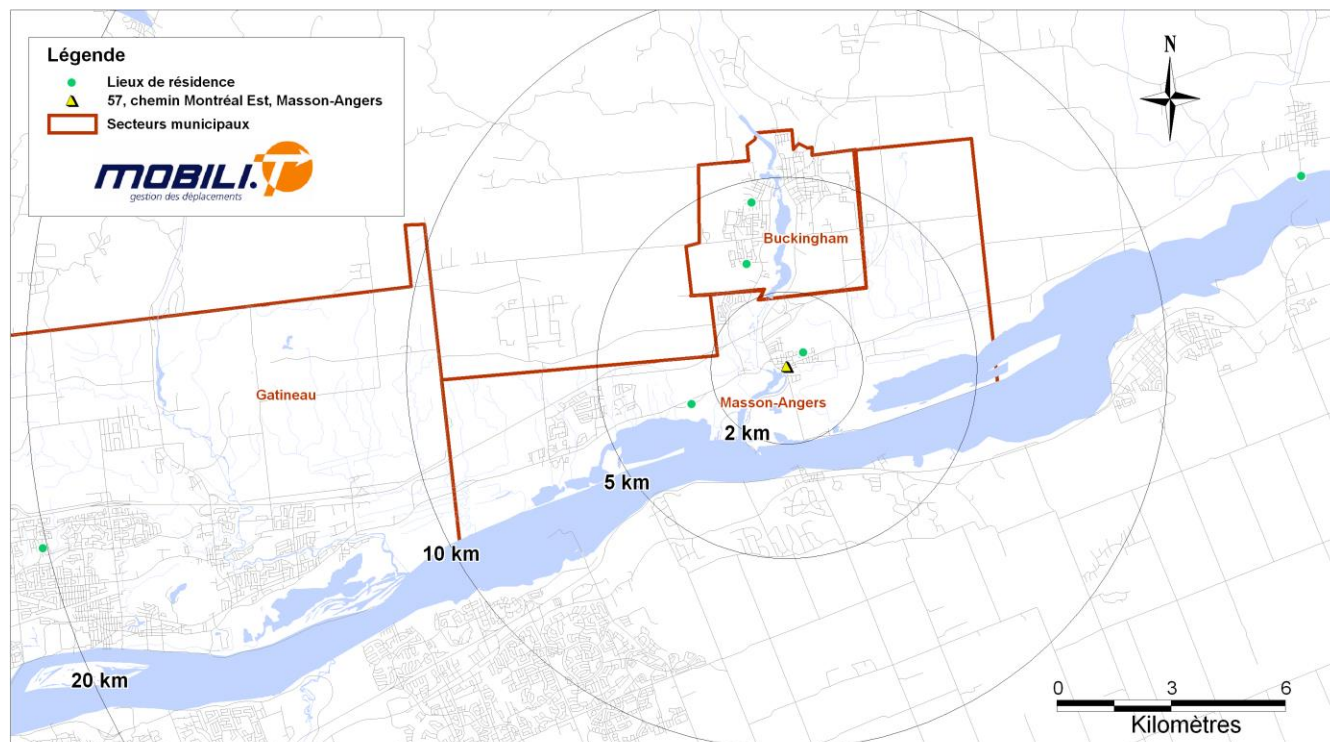 Légende
Lieux de résidence
57, chemin Montréal Est, Masson-Angers
Secteurs municipaux
MOBILI.T
gestion des déplacements
N
Buckingham
Gatineau
Masson-Angers
2 km
5 km
10 km
20 km
0 3 6
Kilomètres